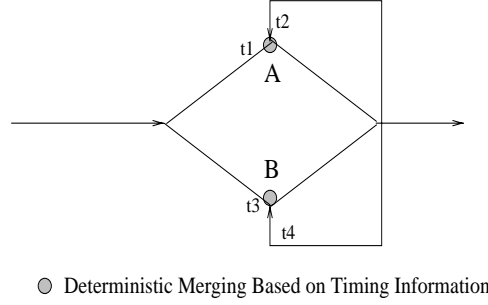 t2
t1
A
B
t3
t4
Deterministic Merging Based on Timing Information